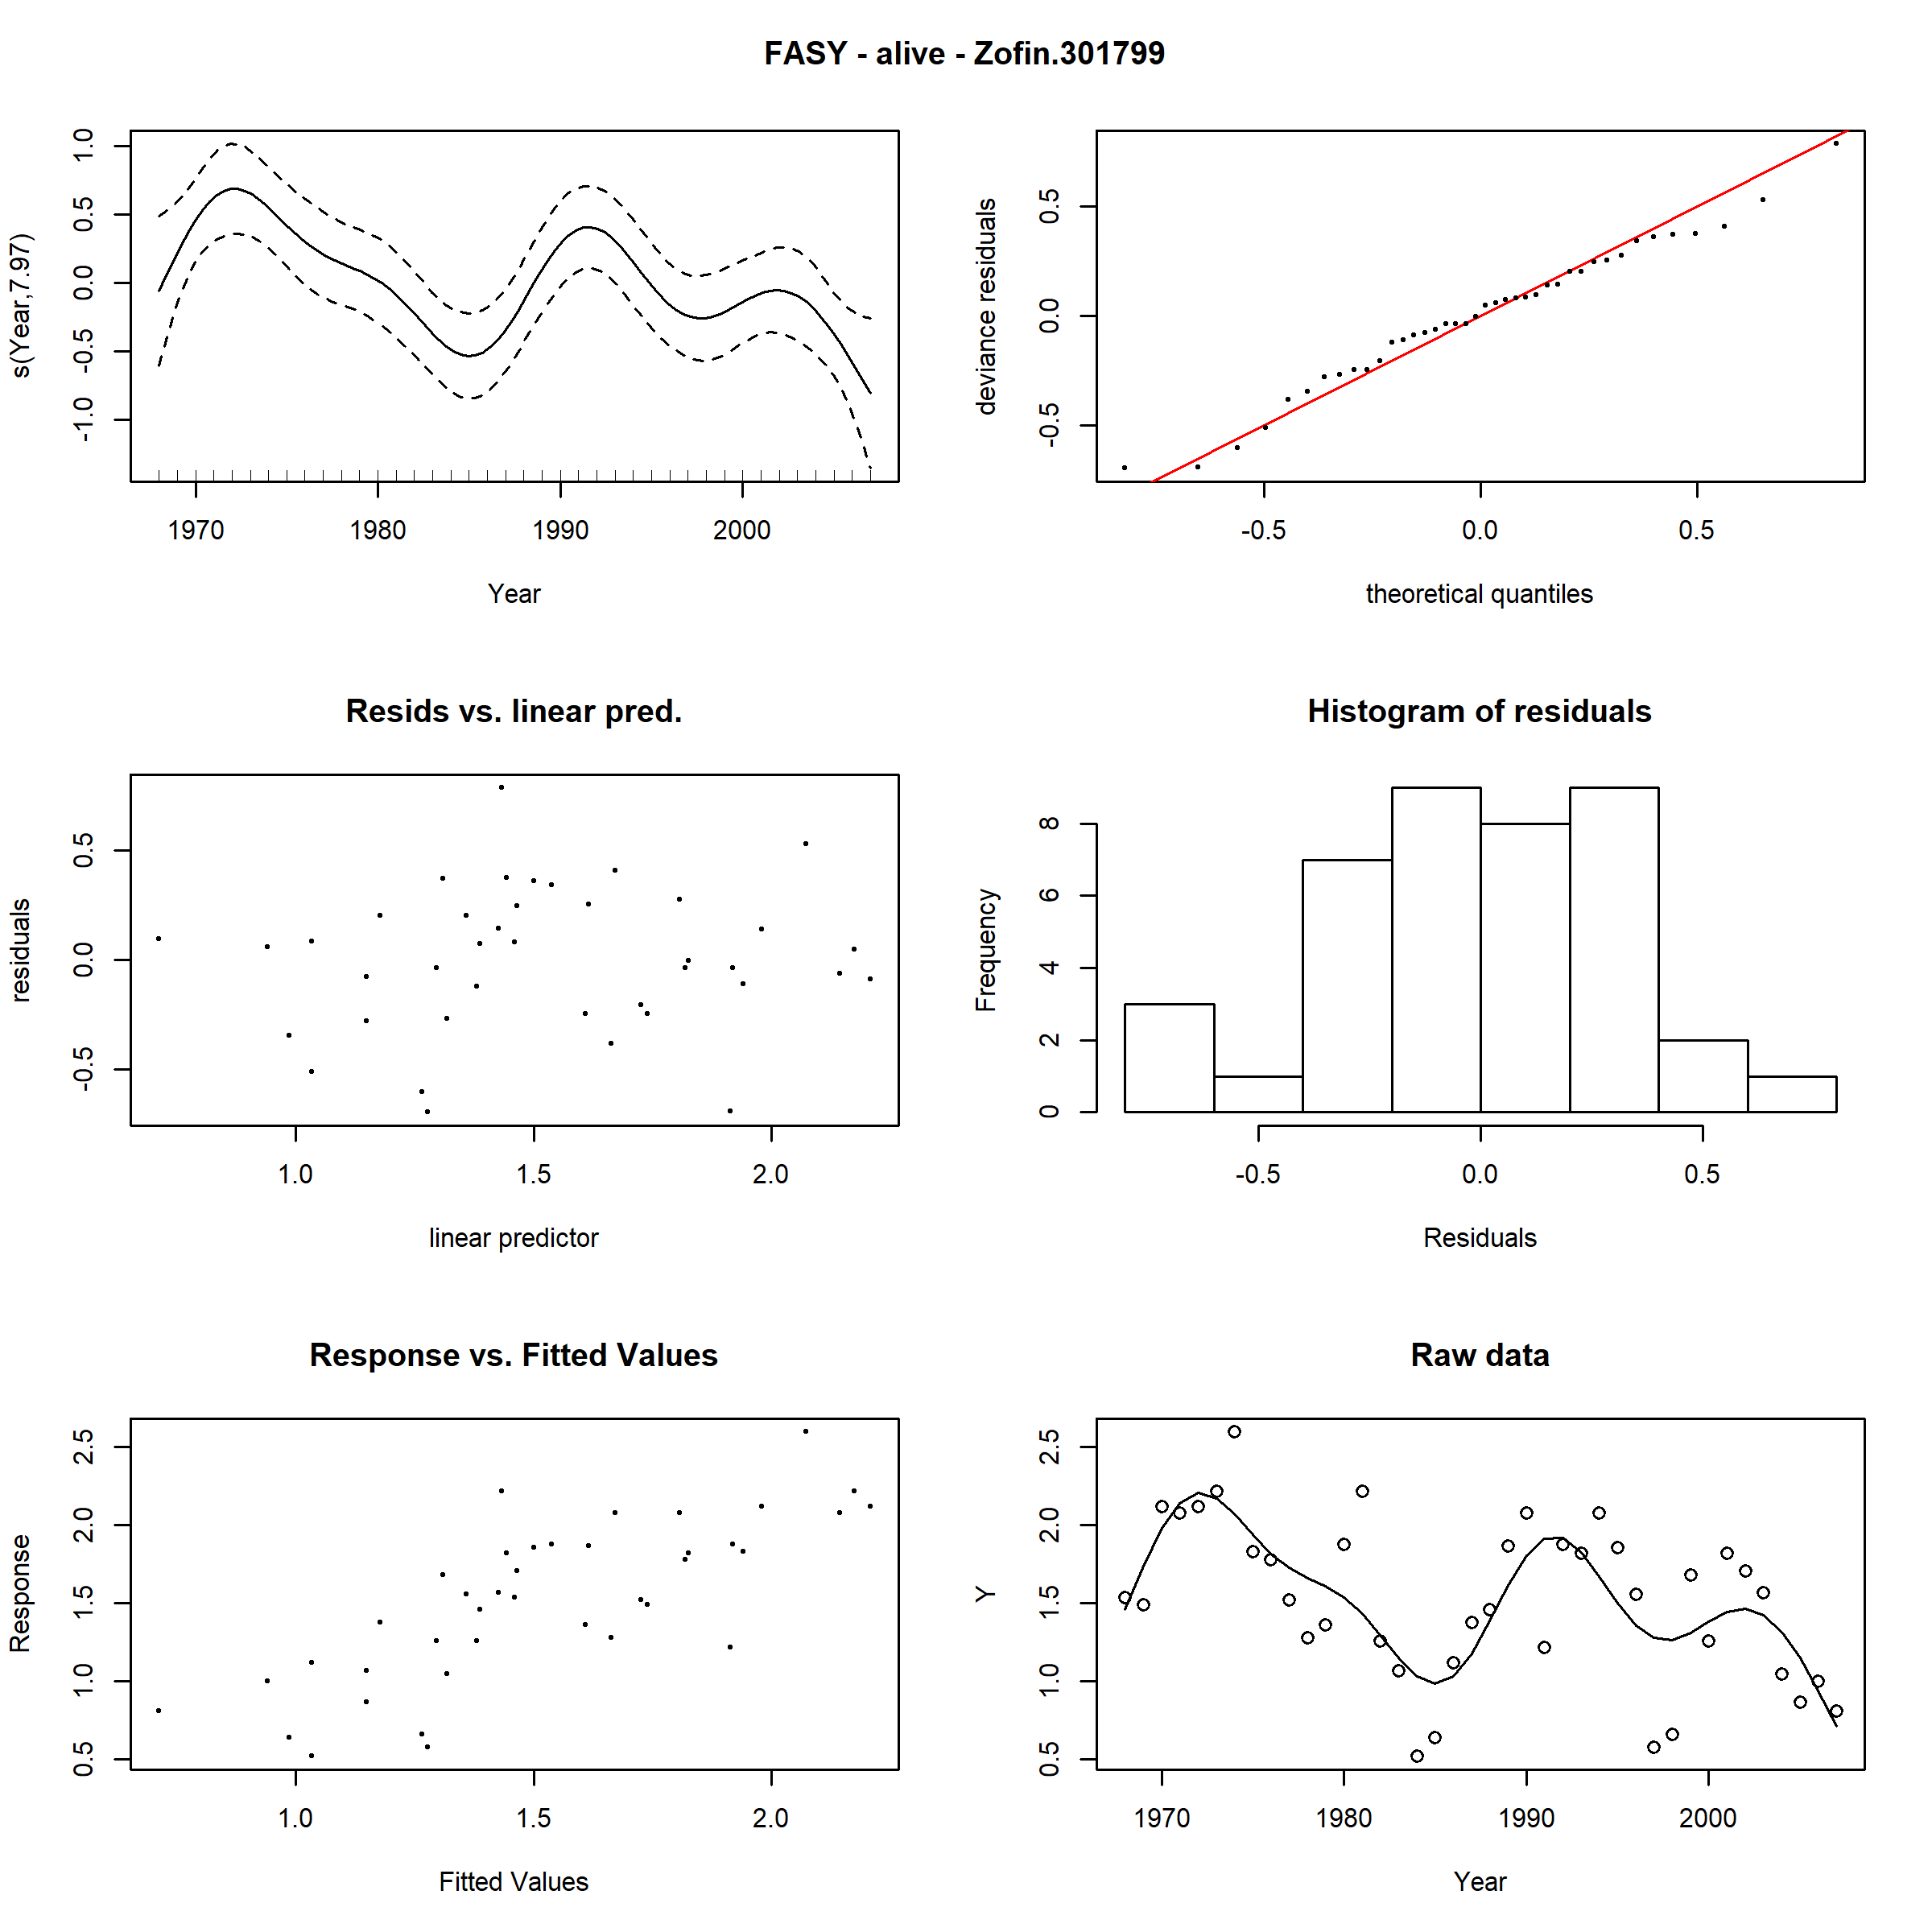 FASY - alive - Zofin.301799
s(Year,7.97)
1.0
0.5
0.0
-0.5
-1.0
1970 1980 1990 2000
Year
deviance residuals
0.5
0.0
-0.5
-0.5 0.0 0.5
theoretical quantiles
Resids vs. linear pred.
residuals
0.5
0.0
-0.5
1.0 1.5 2.0
linear predictor
Histogram of residuals
Frequency
8
6
4
2
0
-0.5 0.0 0.5
Residuals
Response vs. Fitted Values
Response
2.5
2.0
1.5
1.0
0.5
1.0 1.5 2.0
Fitted Values
Raw data
Y
2.5
2.0
1.5
1.0
0.5
1970 1980 1990 2000
Year